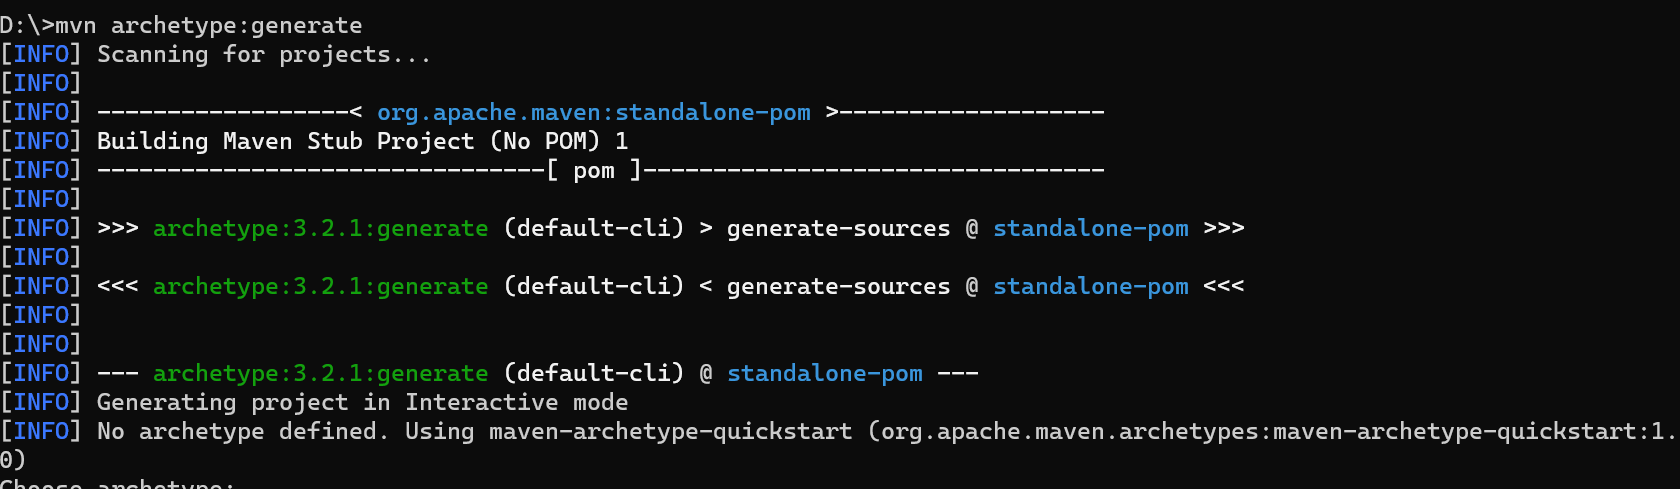 D:\>mvn archetype:generate
[INFO] Scanning for projects...
[INFO]
[INFO] ------------------< org.apache.maven:standalone-pom >-------------------
[INFO] Building Maven Stub Project (No POM) 1
[INFO] --------------------------------[ pom ]---------------------------------
[INFO]
[INFO] >>> archetype:3.2.1:generate (default-cli) > generate-sources @ standalone-pom >>>
[INFO]
[INFO] <<< archetype:3.2.1:generate (default-cli) < generate-sources @ standalone-pom <<<
[INFO]
[INFO]
[INFO] --- archetype:3.2.1:generate (default-cli) @ standalone-pom ---
[INFO] Generating project in Interactive mode
[INFO] No archetype defined. Using maven-archetype-quickstart (org.apache.maven.archetypes:maven-archetype-quickstart:1.
0)
Choose archetype: